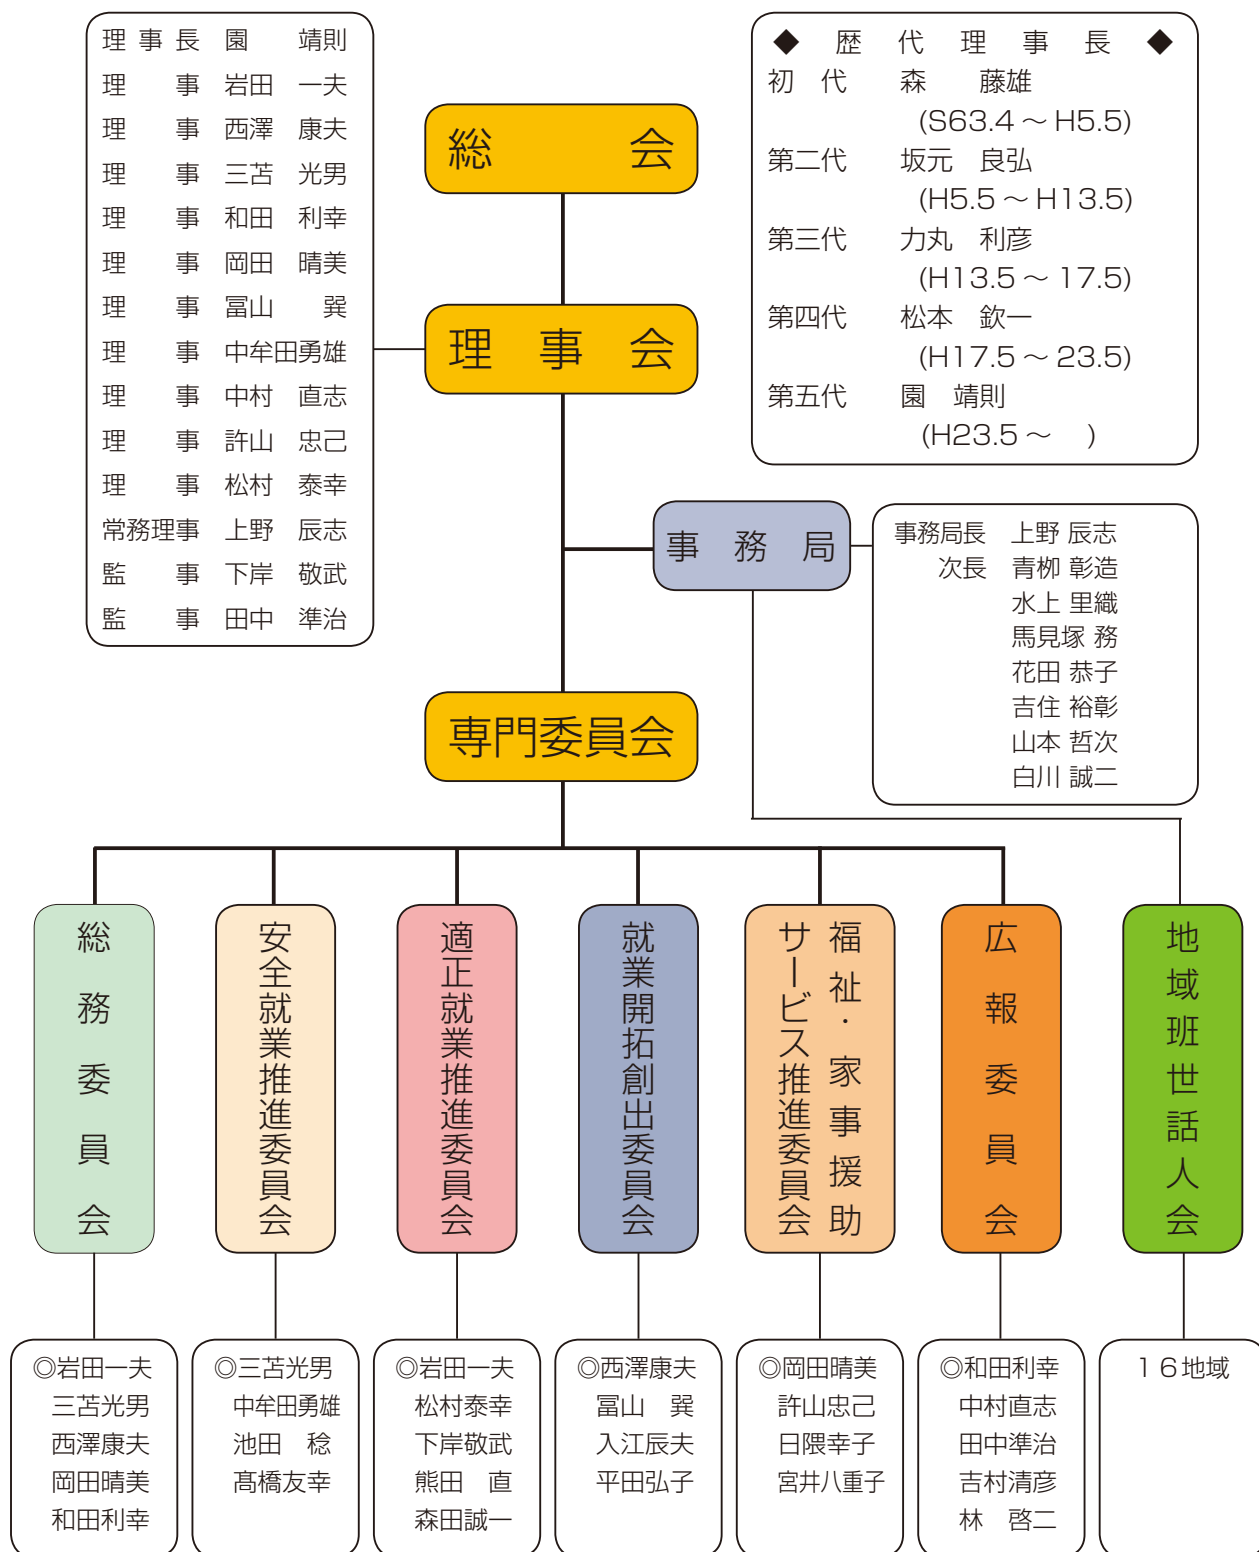 理事長 園　靖則
理　事 岩田　一夫
理　事 西澤　康夫
理　事 三苫　光男
理　事 和田　利幸
理　事 岡田　晴美
理　事 冨山　巽
理　事 中牟田勇雄
理　事 中村　直志
理　事 許山　忠己
理　事 松村　泰幸
常務理事 上野　辰志
監　事 下岸　敬武
監　事 田中　準治
総　会
理　事　会
◆　歴　代　理　事　長　◆
初　代　森　藤雄
(S63.4 〜 H5.5)
第二代　坂元　良弘
(H5.5 〜 H13.5)
第三代　力丸　利彦
(H13.5 〜 17.5)
第四代　松本　欽一
(H17.5 〜 23.5)
第五代　園　靖則
(H23.5 〜　)
事　務　局
事務局長　上野 辰志
次長　青栁 彰造
水上 里織
馬見塚 務
花田 恭子
吉住 裕彰
山本 哲次
白川 誠二
専門委員会
総務委員会
安全就業推進委員会
適正就業推進委員会
就業開拓創出委員会
福祉・家事援助
サービス推進委員会
広報委員会
地域班世話人会
◎岩田一夫
三苫光男
西澤康夫
岡田晴美
和田利幸
◎三苫光男
中牟田勇雄
池田　稔
髙橋友幸
◎岩田一夫
松村泰幸
下岸敬武
熊田　直
森田誠一
◎西澤康夫
冨山　巽
入江辰夫
平田弘子
◎岡田晴美
許山忠己
日隈幸子
宮井八重子
◎和田利幸
中村直志
田中準治
吉村清彦
林　啓二
１６地域